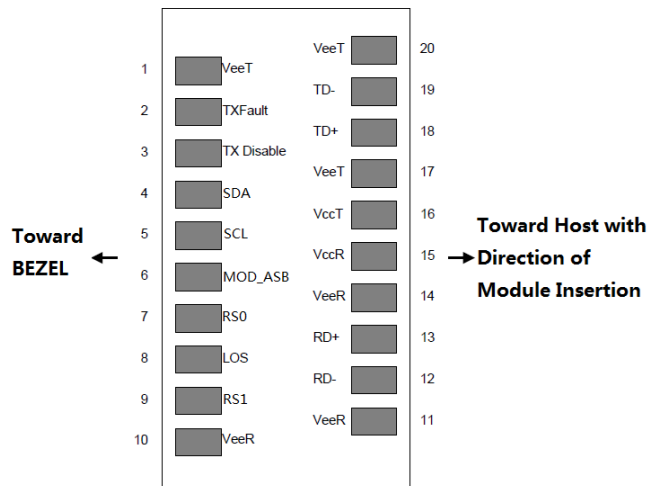 1 VeeT
2 TXFault
3 TX Disable
4 SDA
5 SCL
6 MOD_ASB
7 RS0
8 LOS
9 RS1
10 VeeR
VeeT 20
TD- 19
TD+ 18
VeeT 17
VccT 16
VccR 15
VeeR 14
RD+ 13
RD- 12
VeeR 11
Toward
BEZEL
Toward Host with
Direction of
Module Insertion